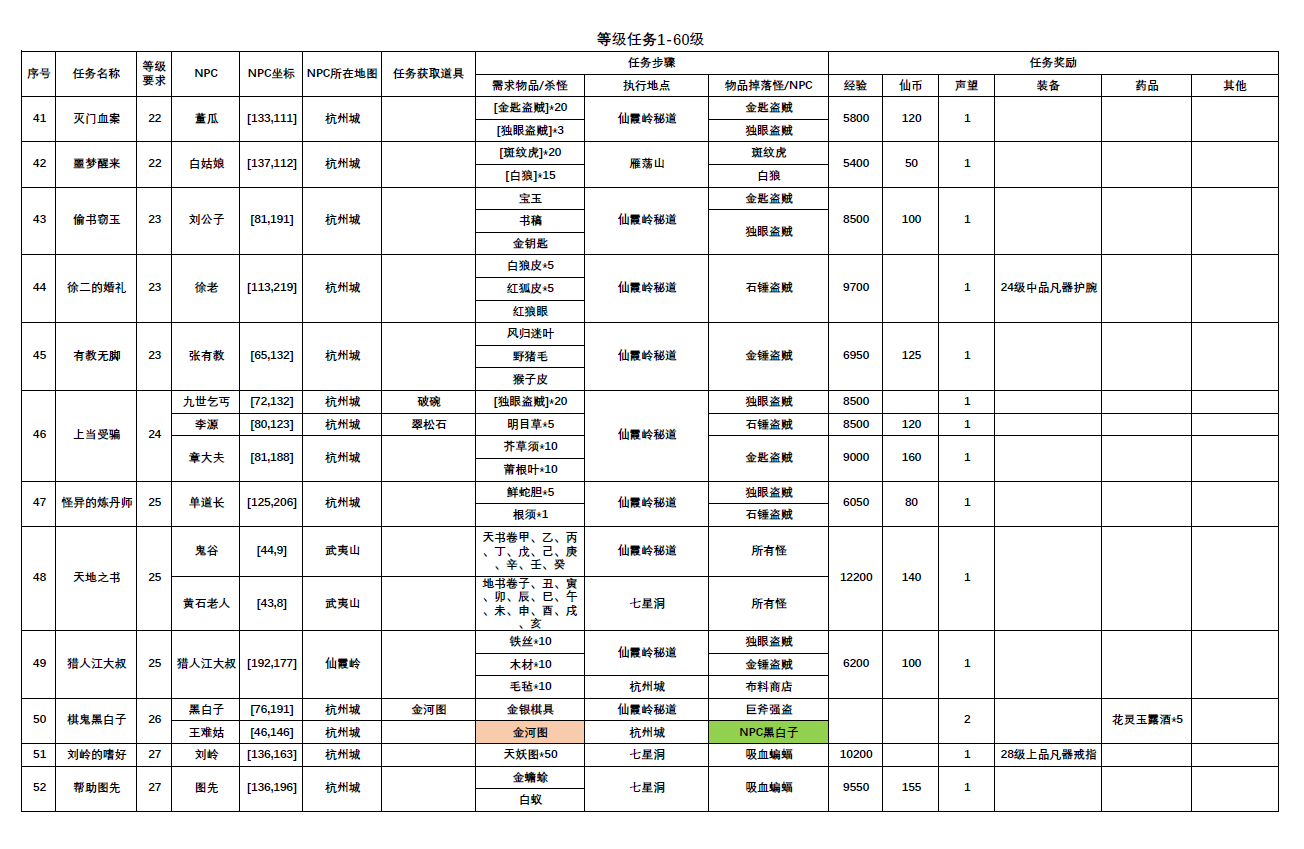 等级任务1-60级
序号 任务名称 等级要求 NPC NPC坐标 NPC所在地图 任务获取道具 任务步骤 任务奖励
需求物品/杀怪 执行地点 物品掉落怪/NPC 经验 仙币 声望 装备 药品 其他
41 灭门血案 22 薑瓜 [133,111] 杭州城 [金匙盗贼]*20 仙霞岭秘道 金匙盗贼 5800 120 1
[独眼盗贼]*3 独眼盗贼
42 噩梦醒来 22 白姑娘 [137,112] 杭州城 [斑纹虎]*20 雁荡山 斑纹虎 5400 50 1
[白狼]*15 白狼
43 偷书窃玉 23 刘公子 [81,191] 杭州城 宝玉 仙霞岭秘道 金匙盗贼 8500 100 1
书稿 独眼盗贼
金钥匙
44 徐二的婚礼 23 徐老 [113,219] 杭州城 白狼皮*5 仙霞岭秘道 石锤盗贼 9700 1 24级中品凡器护腕
红狐皮*5
红狼眼
45 有教无脚 23 张有教 [65,132] 杭州城 风归迷叶 仙霞岭秘道 金锤盗贼 6950 125 1
野猪毛
猴子皮
46 上当受骗 24 九世乞丐 [72,132] 杭州城 破碗 [独眼盗贼]*20 仙霞岭秘道 独眼盗贼 8500 1
李源 [80,123] 杭州城 翠松石 明目草*5 石锤盗贼 8500 120 1
章大夫 [81,188] 杭州城 芥草须*10 金匙盗贼 9000 160 1
莆根叶*10
47 怪异的炼丹师 25 单道长 [125,206] 杭州城 鲜蛇胆*5 仙霞岭秘道 独眼盗贼 6050 80 1
根须*1 石锤盗贼
48 天地之书 25 鬼谷 [44,9] 武夷山 天书卷甲、乙、丙 仙霞岭秘道 所有怪 12200 140 1
、丁、戊、己、庚
、辛、壬、癸
黄石老人 [43,8] 武夷山 地书卷子、丑、寅 七星洞 所有怪
、卯、辰、巳、午
、未、申、酉、戌
、亥
49 猎人江大叔 25 猎人江大叔 [192,177] 仙霞岭 铁丝*10 仙霞岭秘道 独眼盗贼 6200 100 1
木材*10 金锤盗贼
毛毡*10 杭州城 布料商店
50 棋鬼黑白子 26 黑白子 [76,191] 杭州城 金河图 金银棋具 仙霞岭秘道 巨斧强盗 2 花灵玉露酒*5
王难姑 [46,146] 杭州城 金河图 杭州城 NPC黑白子
51 刘岭的嗜好 27 刘岭 [136,163] 杭州城 天妖图*50 七星洞 吸血蝙蝠 10200 1 28级上品凡器戒指
52 帮助图先 27 图先 [136,196] 杭州城 金蟾蜍 七星洞 吸血蝙蝠 9550 155 1
白蚁